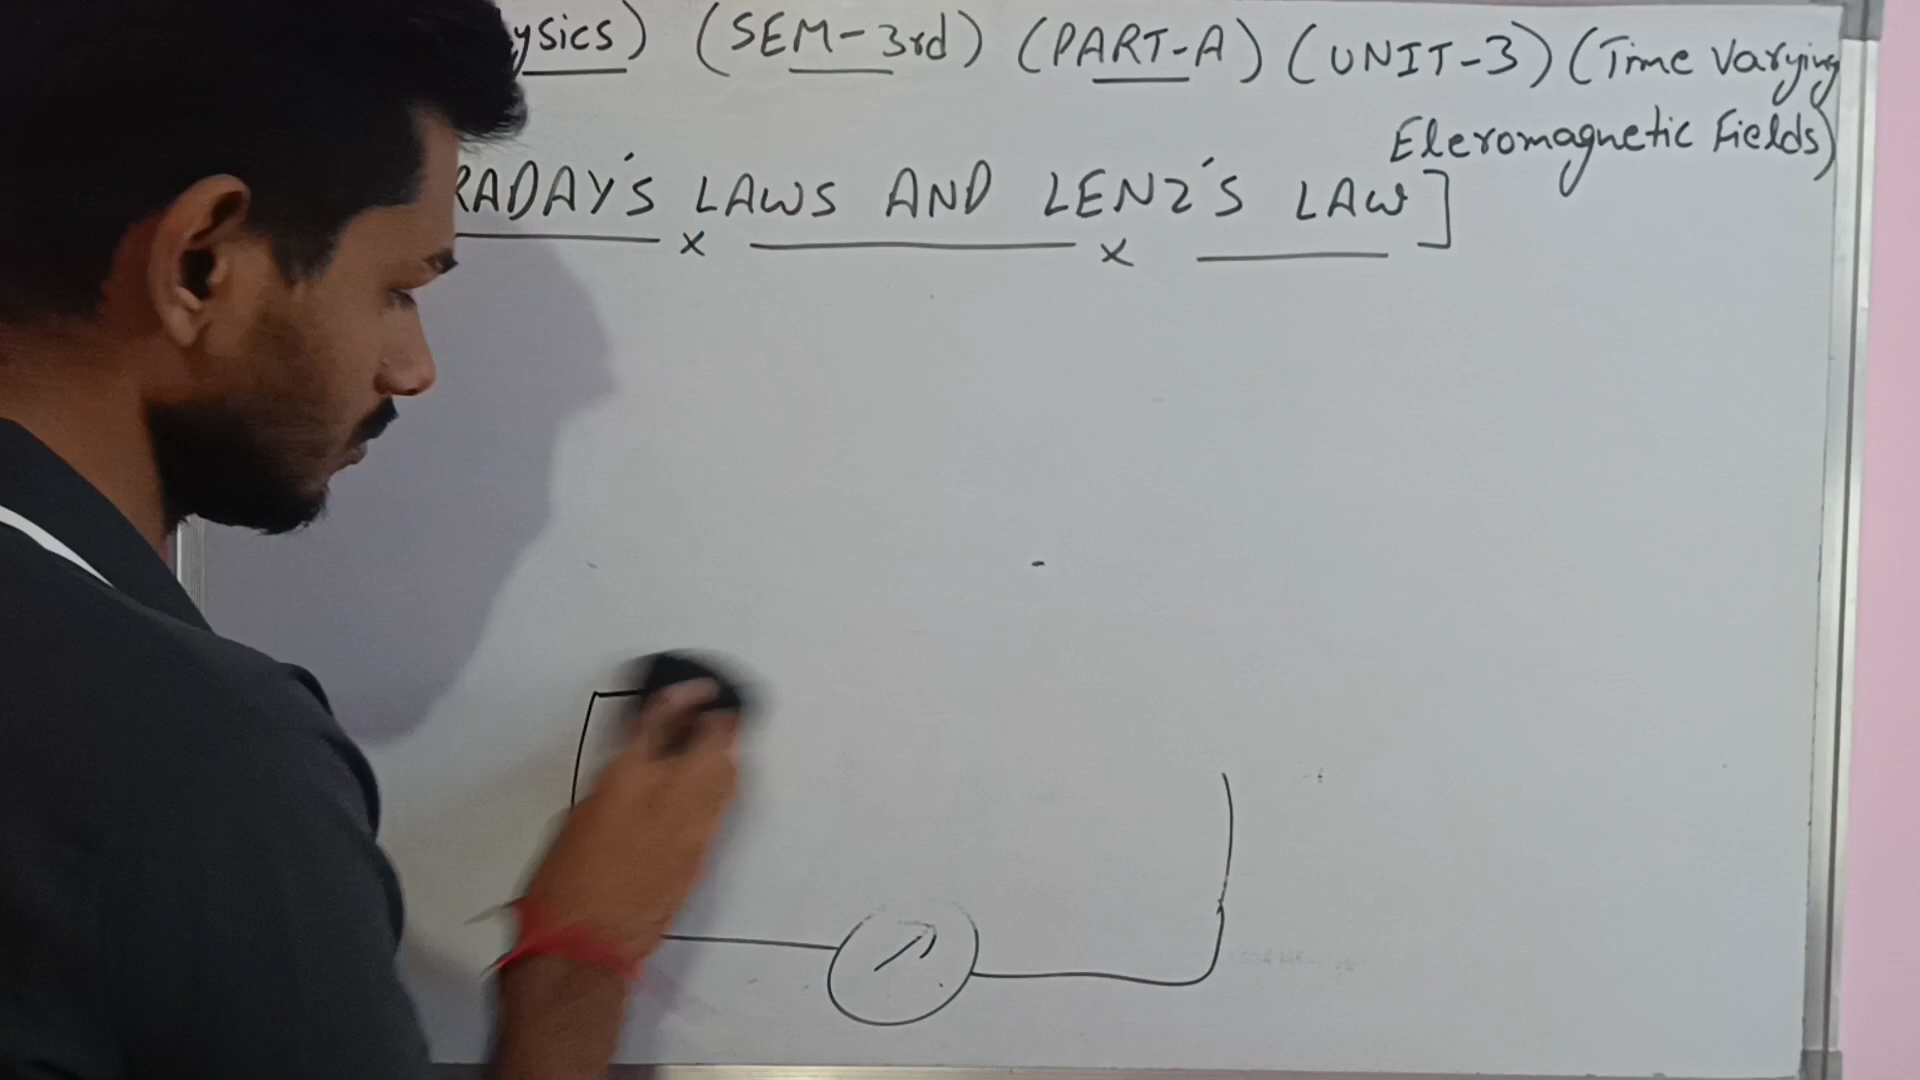 ysics) (SEM-3rd) (PART-A) (UNIT-3) (Time Varying
Eleromagnetic Fields)
RADAY'S LAWS AND LENZ'S LAW]